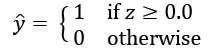 ŷ = { 1 if z ≥ 0.0
0 otherwise